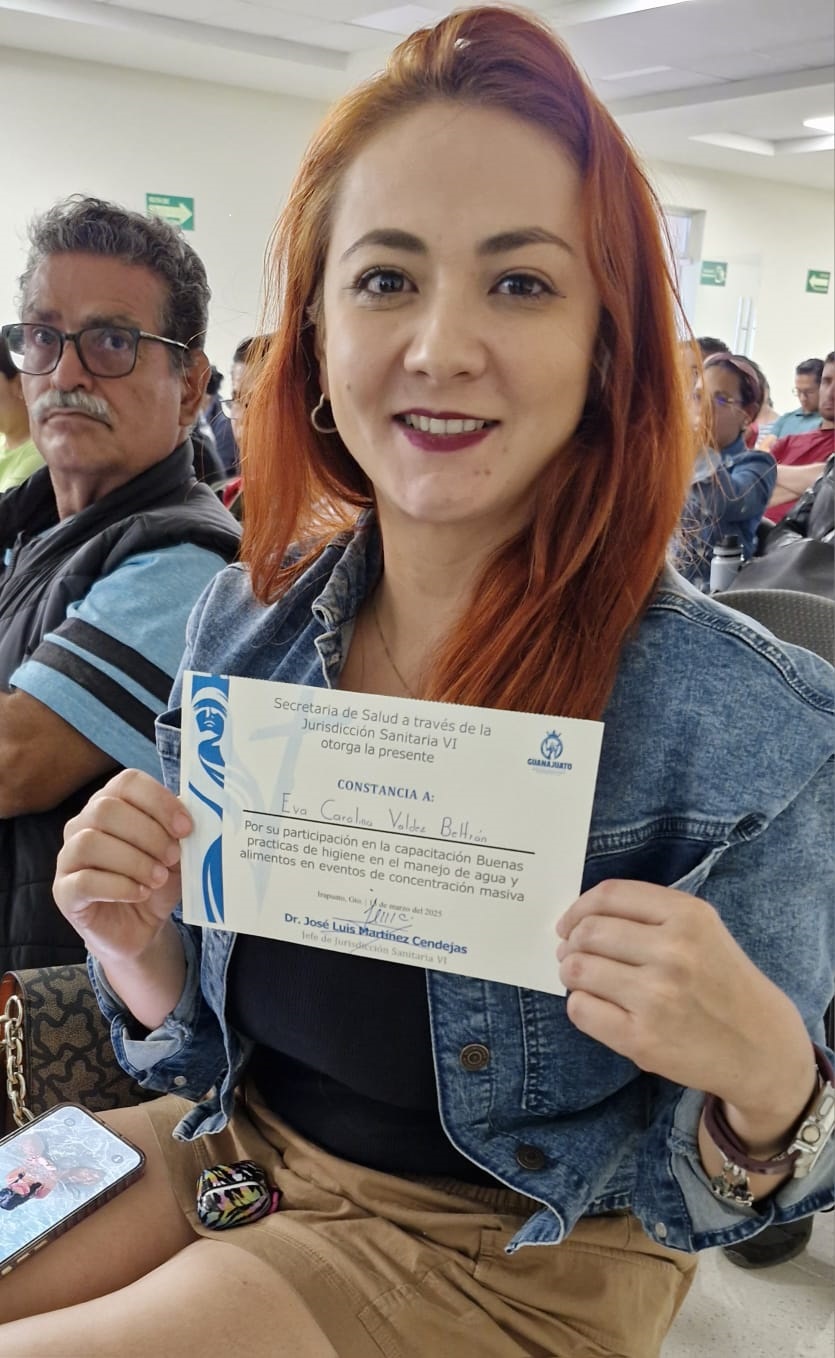 Secretaria de Salud a través de la
Jurisdicción Sanitaria VI
otorga la presente
GUANAJUATO
CONSTANCIA A:
Eva Carolina Valdez Beltrán
Por su participación en la capacitación Buenas
practicas de higiene en el manejo de agua y
alimentos en eventos de concentración masiva
Irapuato, Gto. de marzo del 2025
Dr. José Luis Martínez Cendejas
Jefe de Jurisdicción Sanitaria VI